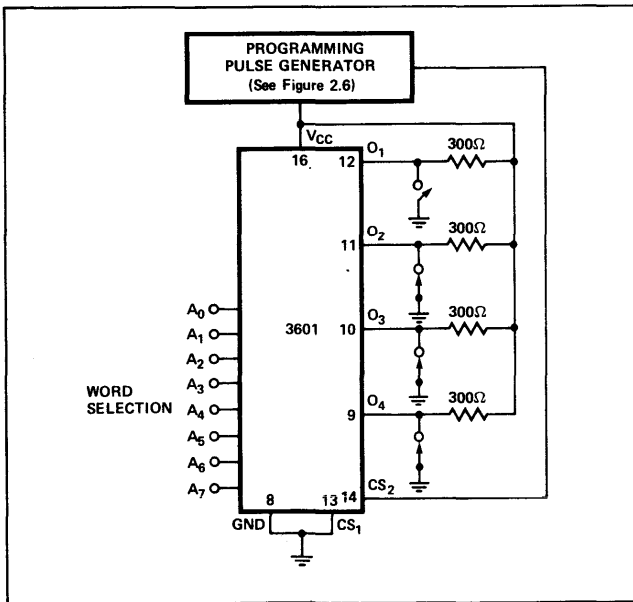 PROGRAMMING
PULSE GENERATOR
(See Figure 2.6)
VCC
16
12
O1
300Ω
11
O2
300Ω
10
O3
300Ω
9
O4
300Ω
3601
WORD
SELECTION
A0
A1
A2
A3
A4
A5
A6
A7
8
13
14
CS2
GND
CS1